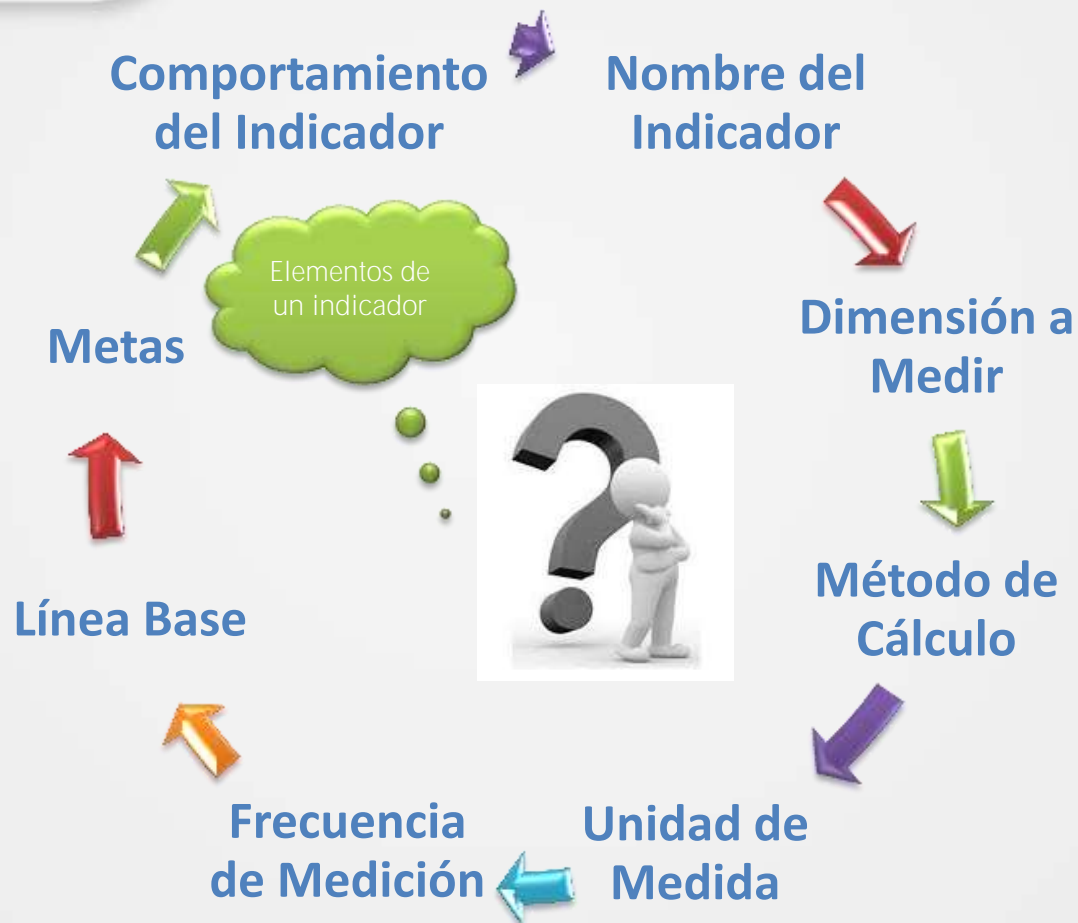 Elementos de
un indicador
Nombre del
Indicador
Dimensión a
Medir
Método de
Cálculo
Unidad de
Medida
Frecuencia
de Medición
Línea Base
Metas
Comportamiento
del Indicador